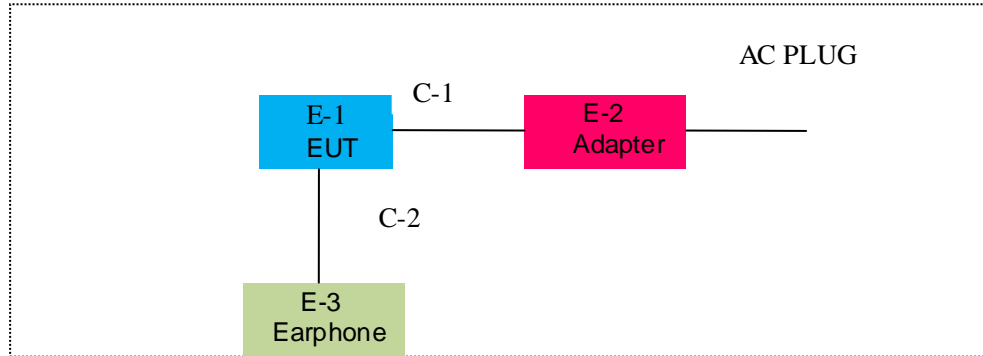 AC PLUG
C-1
E-1
EUT
E-2
Adapter
C-2
E-3
Earphone